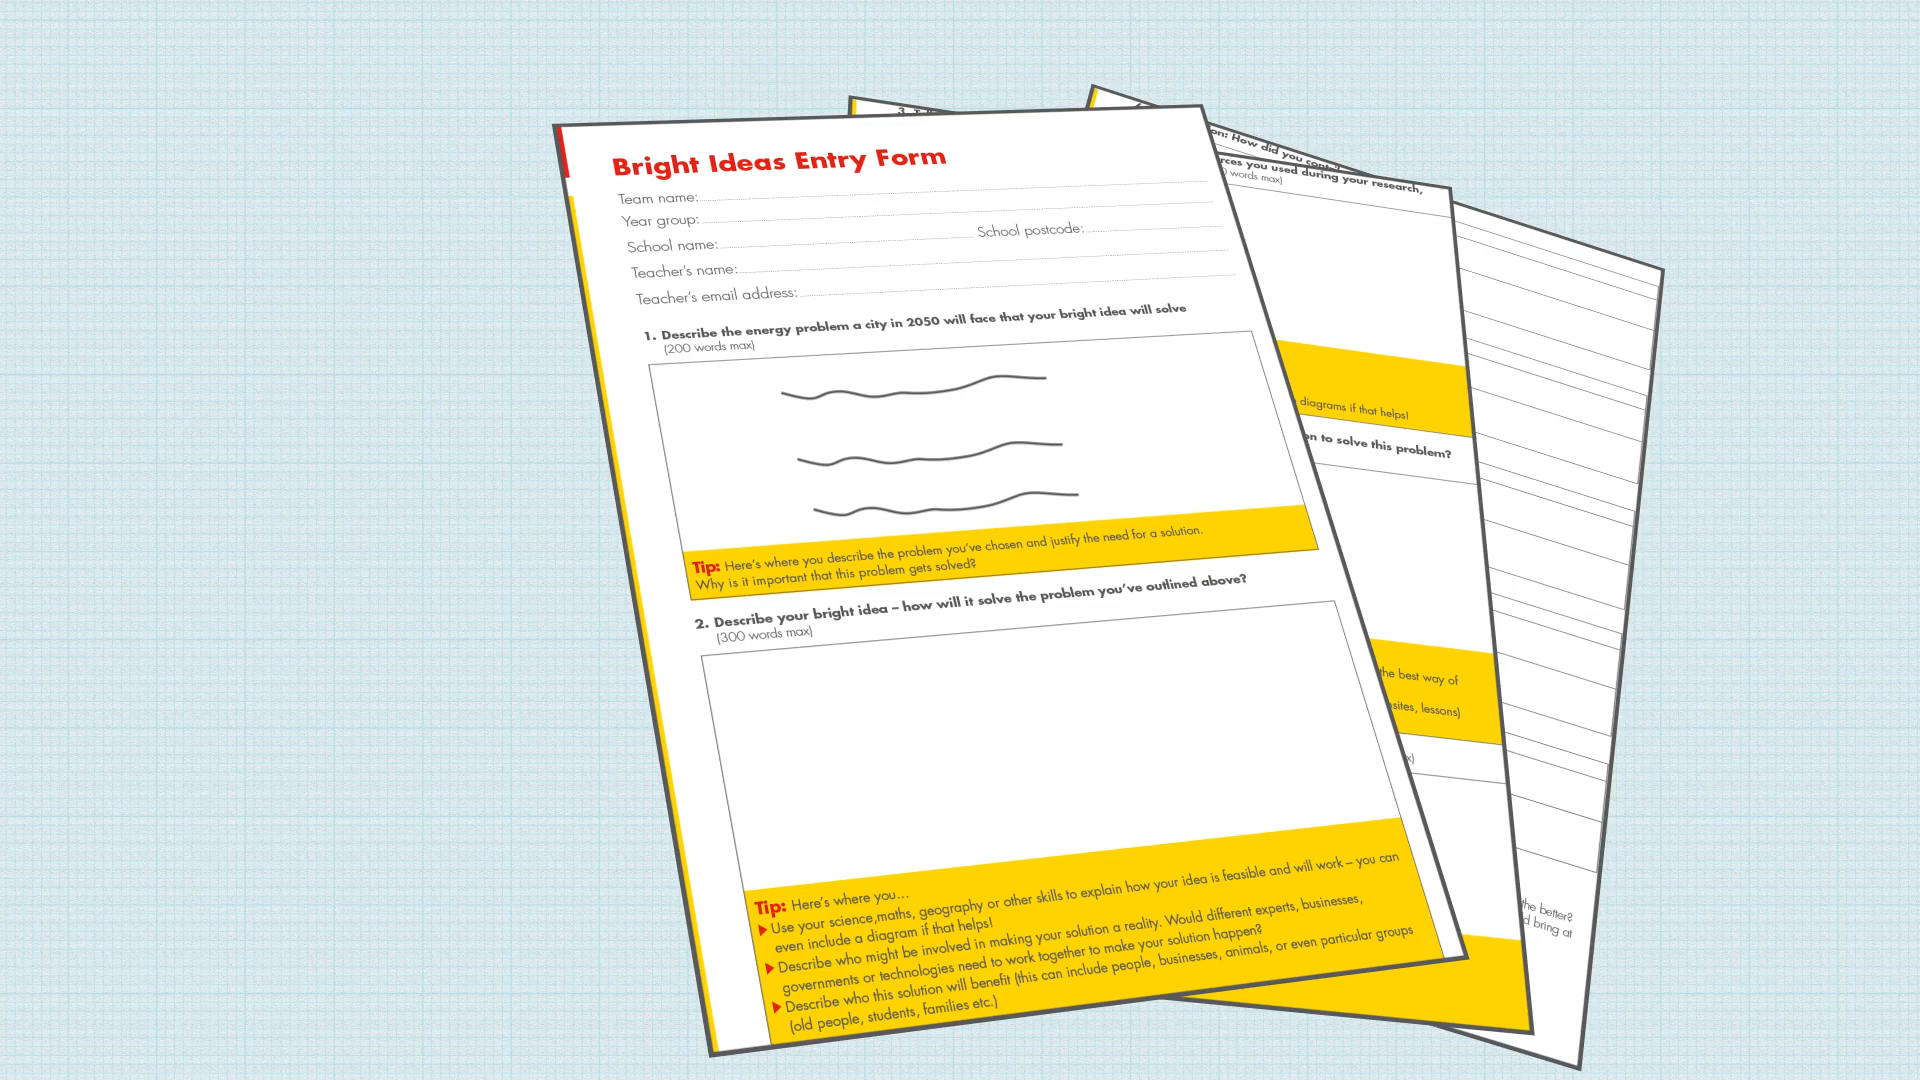 Bright Ideas Entry Form
Team name:
Year group:
School name: School postcode:
Teacher's name:
Teacher's email address:
1. Describe the energy problem a city in 2050 will face that your bright idea will solve
(200 words max)
Tip: Here's where you describe the problem you've chosen and justify the need for a solution.
Why is it important that this problem gets solved?
2. Describe your bright idea – how will it solve the problem you've outlined above?
(300 words max)
Tip: Here's where you...
Use your science,maths, geography or other skills to explain how your idea is feasible and will work – you can
even include a diagram if that helps!
Describe who might be involved in making your solution a reality. Would different experts, businesses,
governments or technologies need to work together to make your solution happen?
Describe who this solution will benefit (this can include people, businesses, animals, or even particular groups
(old people, students, families etc.)
3.
on: How did you
rces you used during your research,
words max)
diagrams if that helps!
on to solve this problem?
the best way of
sites, lessons)
x)
the better?
d bring at